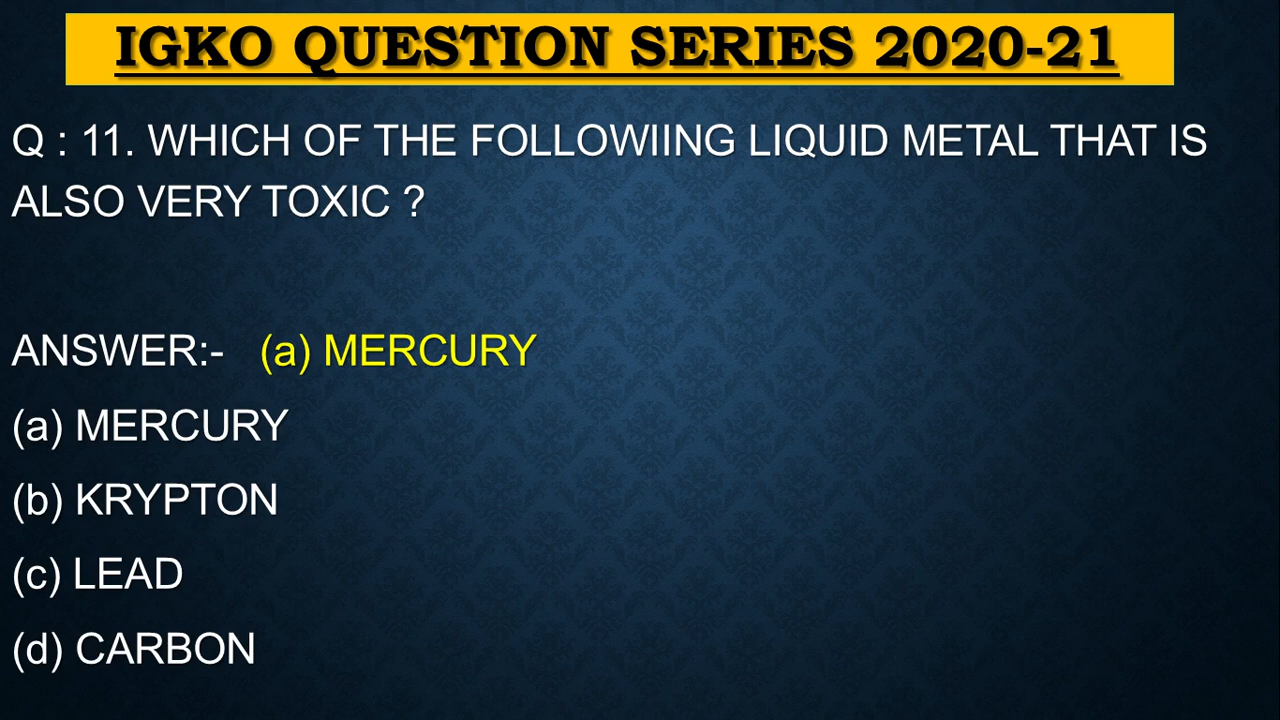 IGKO QUESTION SERIES 2020-21
Q : 11. WHICH OF THE FOLLOWIING LIQUID METAL THAT IS
ALSO VERY TOXIC ?
ANSWER:- (a) MERCURY
(a) MERCURY
(b) KRYPTON
(c) LEAD
(d) CARBON